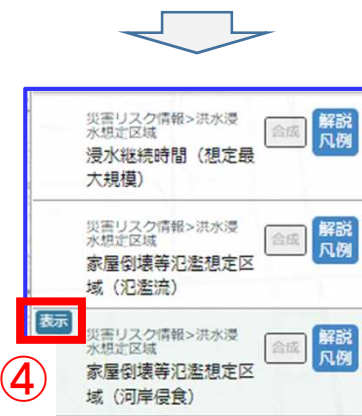 災害リスク情報>洪水浸
水想定区域
浸水継続時間（想定最
大規模）
合成
解説
凡例
災害リスク情報>洪水浸
水想定区域
家屋倒壊等氾濫想定区
域（氾濫流）
合成
解説
凡例
表示
④
災害リスク情報>洪水浸
水想定区域
家屋倒壊等氾濫想定区
域（河岸侵食）
合成
解説
凡例